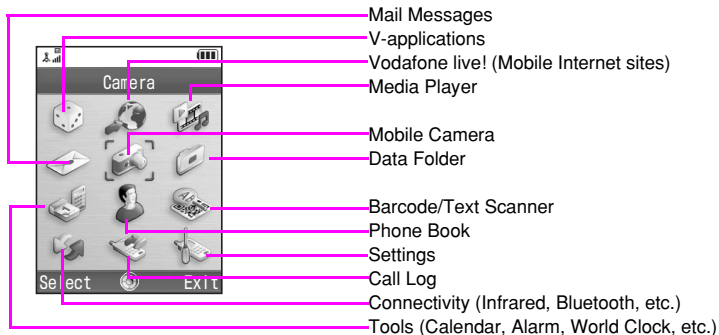 Mail Messages
V-applications
Vodafone live! (Mobile Internet sites)
Media Player
Camera
Mobile Camera
Data Folder
Barcode/Text Scanner
Phone Book
Settings
Call Log
Select Exit
Connectivity (Infrared, Bluetooth, etc.)
Tools (Calendar, Alarm, World Clock, etc.)